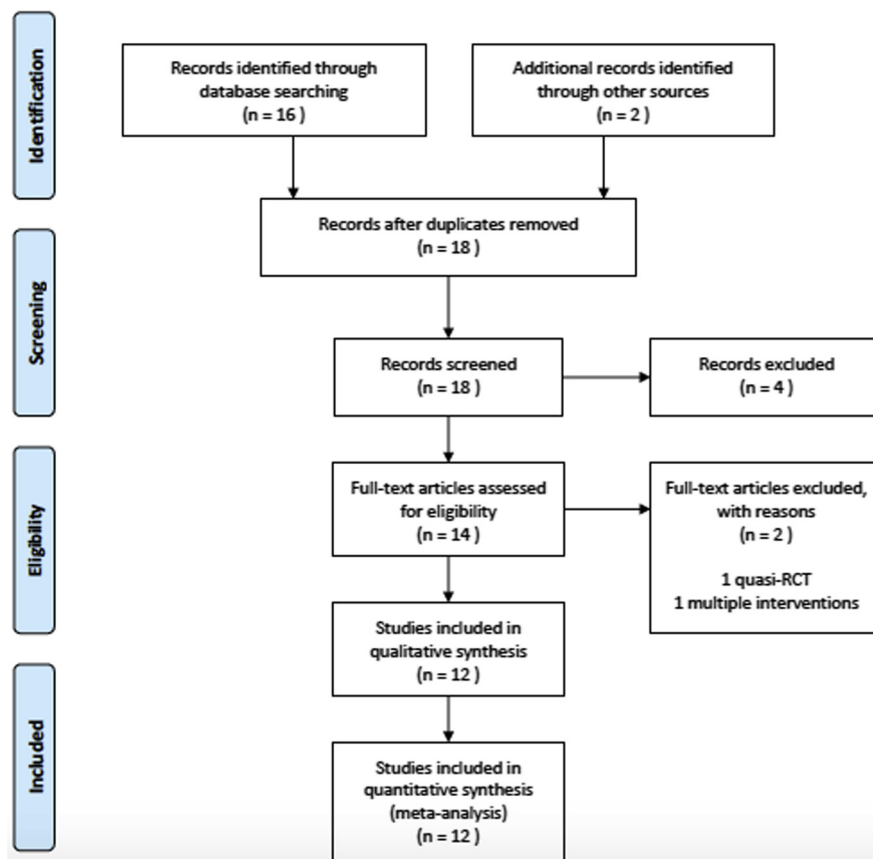 Identification
Records identified through
database searching
(n = 16 )
Additional records identified
through other sources
(n = 2 )
Records after duplicates removed
(n = 18 )
Screening
Records screened
(n = 18 )
Records excluded
(n = 4 )
Eligibility
Full-text articles assessed
for eligibility
(n = 14 )
Full-text articles excluded,
with reasons
(n = 2 )
1 quasi-RCT
1 multiple interventions
Studies included in
qualitative synthesis
(n = 12 )
Included
Studies included in
quantitative synthesis
(meta-analysis)
(n = 12 )